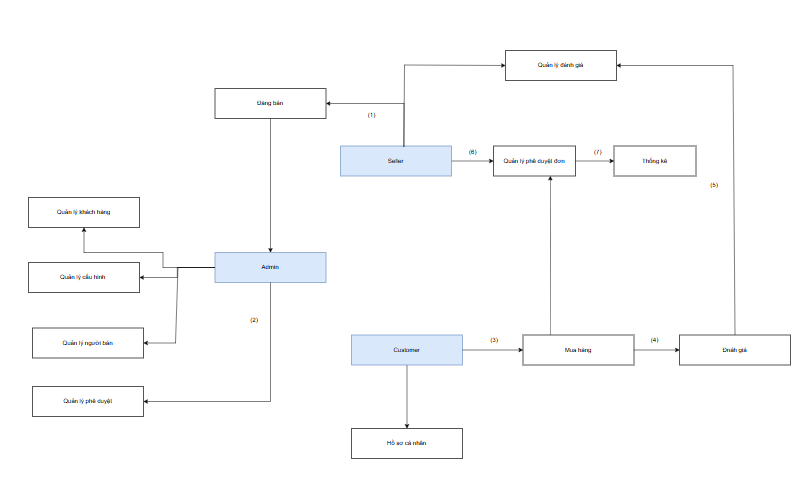 Quản lý đánh giá
Đăng bán
(1)
Seller
(6)
Quản lý phê duyệt đơn
(7)
Thống kê
(5)
Quản lý khách hàng
Admin
Quản lý cấu hình
(2)
Quản lý người bán
Customer
(3)
Mua hàng
(4)
Đnáh giá
Quản lý phê duyệt
Hồ sơ cá nhân